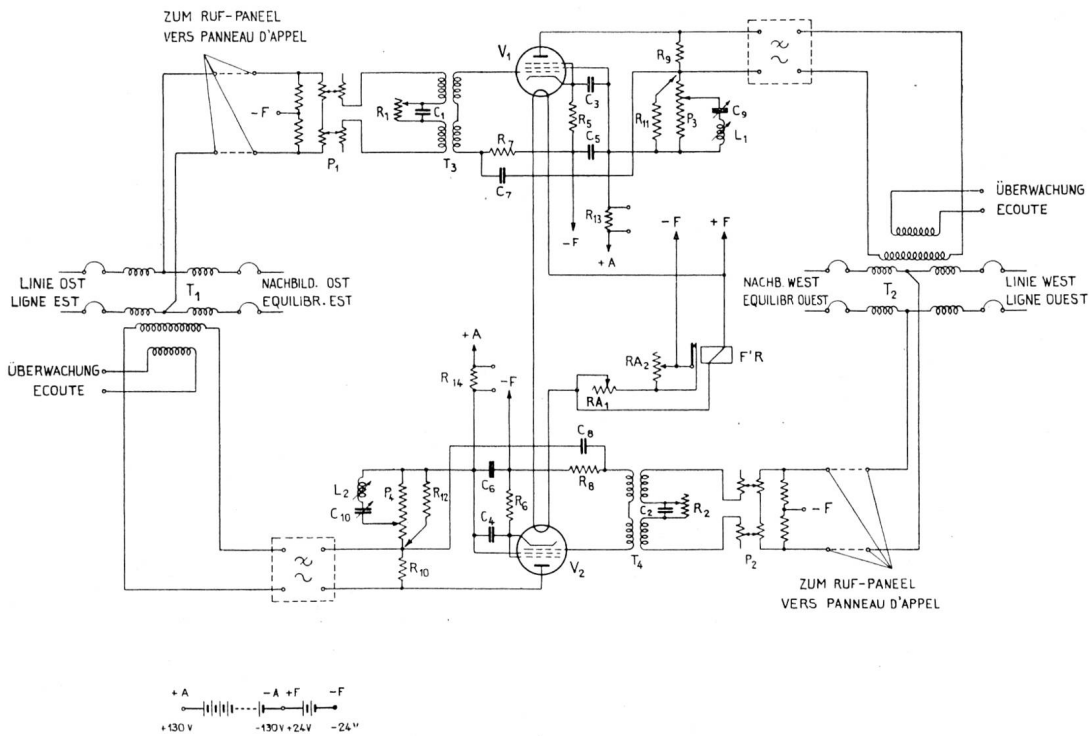 ZUM RUF-PANEEL
VERS PANNEAU D'APPEL
V1
R9
C3
R5
C5
R11
P3
C9
L1
-F
P1
R1
C1
T3
R7
C7
R13
-F
+A
-F
+F
ÜBERWACHUNG
ECOUTE
LINIE OST
LIGNE EST
T1
NACHBILD. OST
EQUILIBR. EST
NACHB. WEST
EQUILIBR OUEST
T2
LINIE WEST
LIGNE OUEST
ÜBERWACHUNG
ECOUTE
+A
R14
-F
RA2
F'R
RA1
C8
L2
C10
P4
R12
C6
C4
R6
R8
C2
R2
T4
P2
-F
R10
V2
ZUM RUF-PANEEL
VERS PANNEAU D'APPEL
+A -A +F -F
+130 V -130V +24V -24"